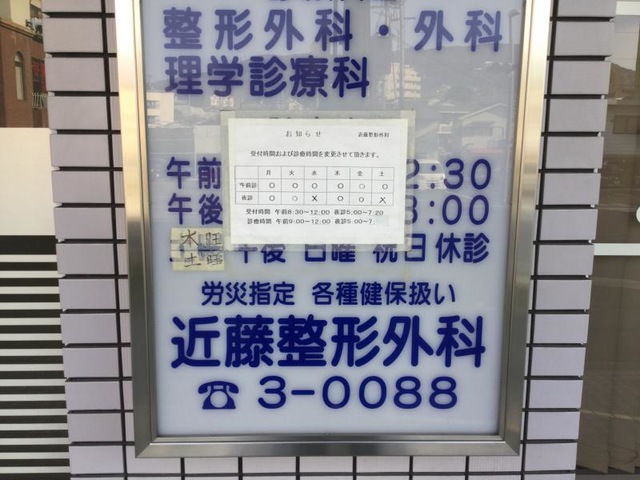 整形外科・外科
理学診療科
お知らせ 近藤整形外科
受付時間および診療時間を変更させて頂きます。
月 火 水 木 金 土
午前診 ○ ○ ○ ○ ○ ○
夜診 ○ ○ X ○ ○ X
受付時間 午前8:30～12:00 夜診5:00～7:20
診療時間 午前9:00～12:00 夜診5:00～7:
午前 2:30
午後 8:00
水曜
土曜 午後 日曜 祝日休診
労災指定 各種健保扱い
近藤整形外科
☎3-0088